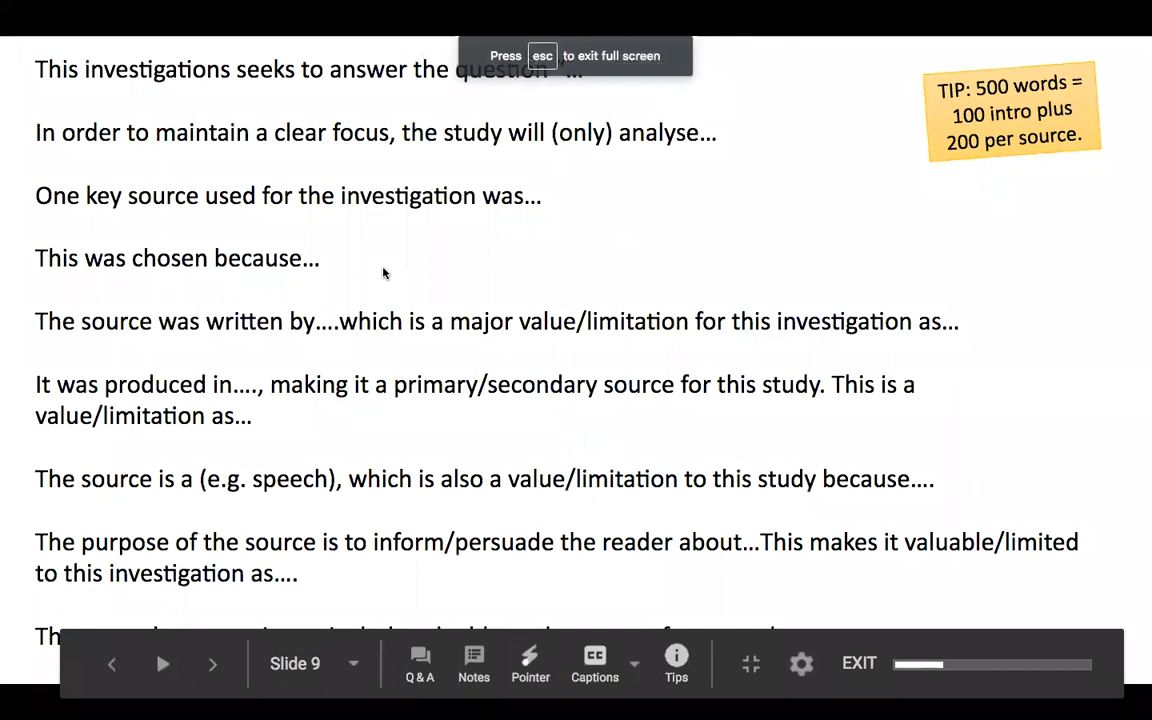 Press esc to exit full screen
This investigations seeks to answer the question "...
TIP: 500 words =
100 intro plus
200 per source.
In order to maintain a clear focus, the study will (only) analyse...
One key source used for the investigation was...
This was chosen because...
The source was written by....which is a major value/limitation for this investigation as...
It was produced in...., making it a primary/secondary source for this study. This is a
value/limitation as...
The source is a (e.g. speech), which is also a value/limitation to this study because....
The purpose of the source is to inform/persuade the reader about...This makes it valuable/limited
to this investigation as....
Slide 9
Q & A
Notes
Pointer
CC
Captions
Tips
EXIT